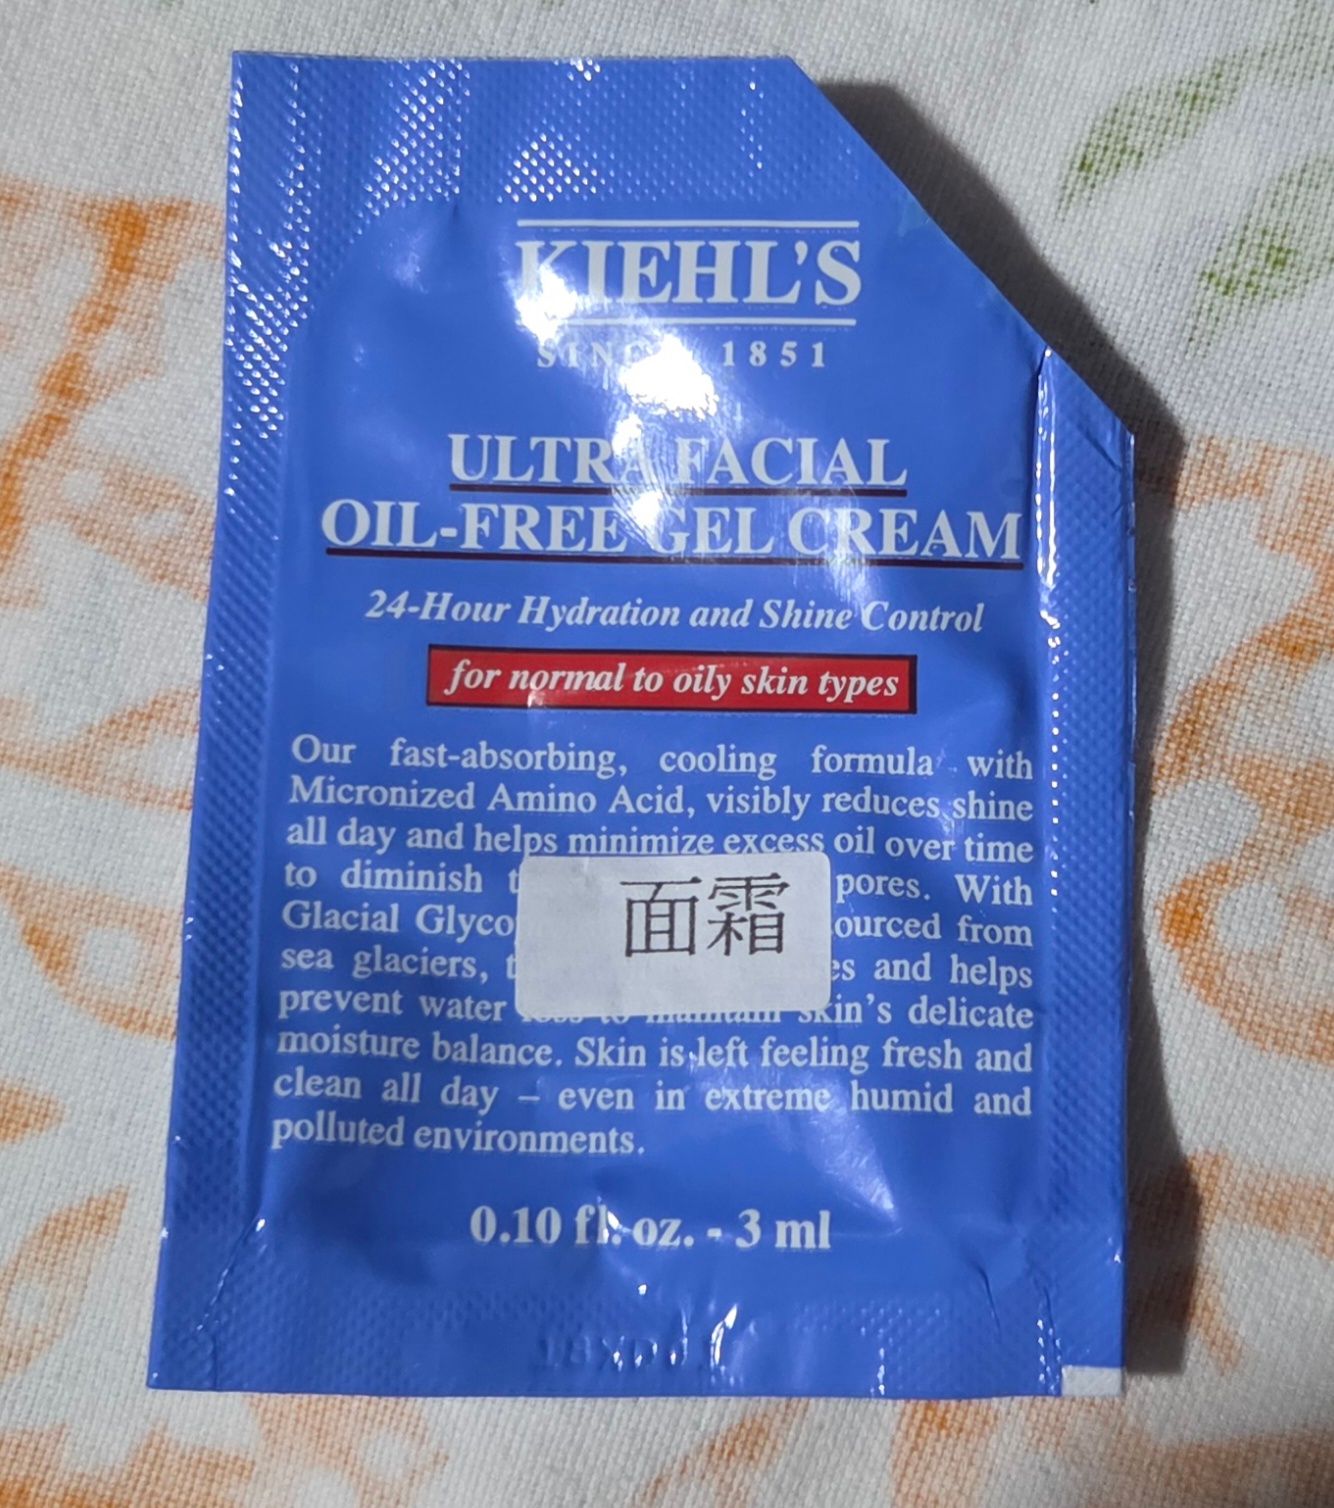 KIEHL'S
SINCE 1851
ULTRA FACIAL
OIL-FREE GEL CREAM
24-Hour Hydration and Shine Control
for normal to oily skin types
Our fast-absorbing, cooling formula with
Micronized Amino Acid, visibly reduces shine
all day and helps minimize excess oil over time
to diminish pores. With
Glacial from
sea glaciers, and helps
prevent water skin's delicate
moisture balance. Skin is left feeling fresh and
clean all day – even in extreme humid and
polluted environments.
面霜
0.10 fl. oz. - 3 ml